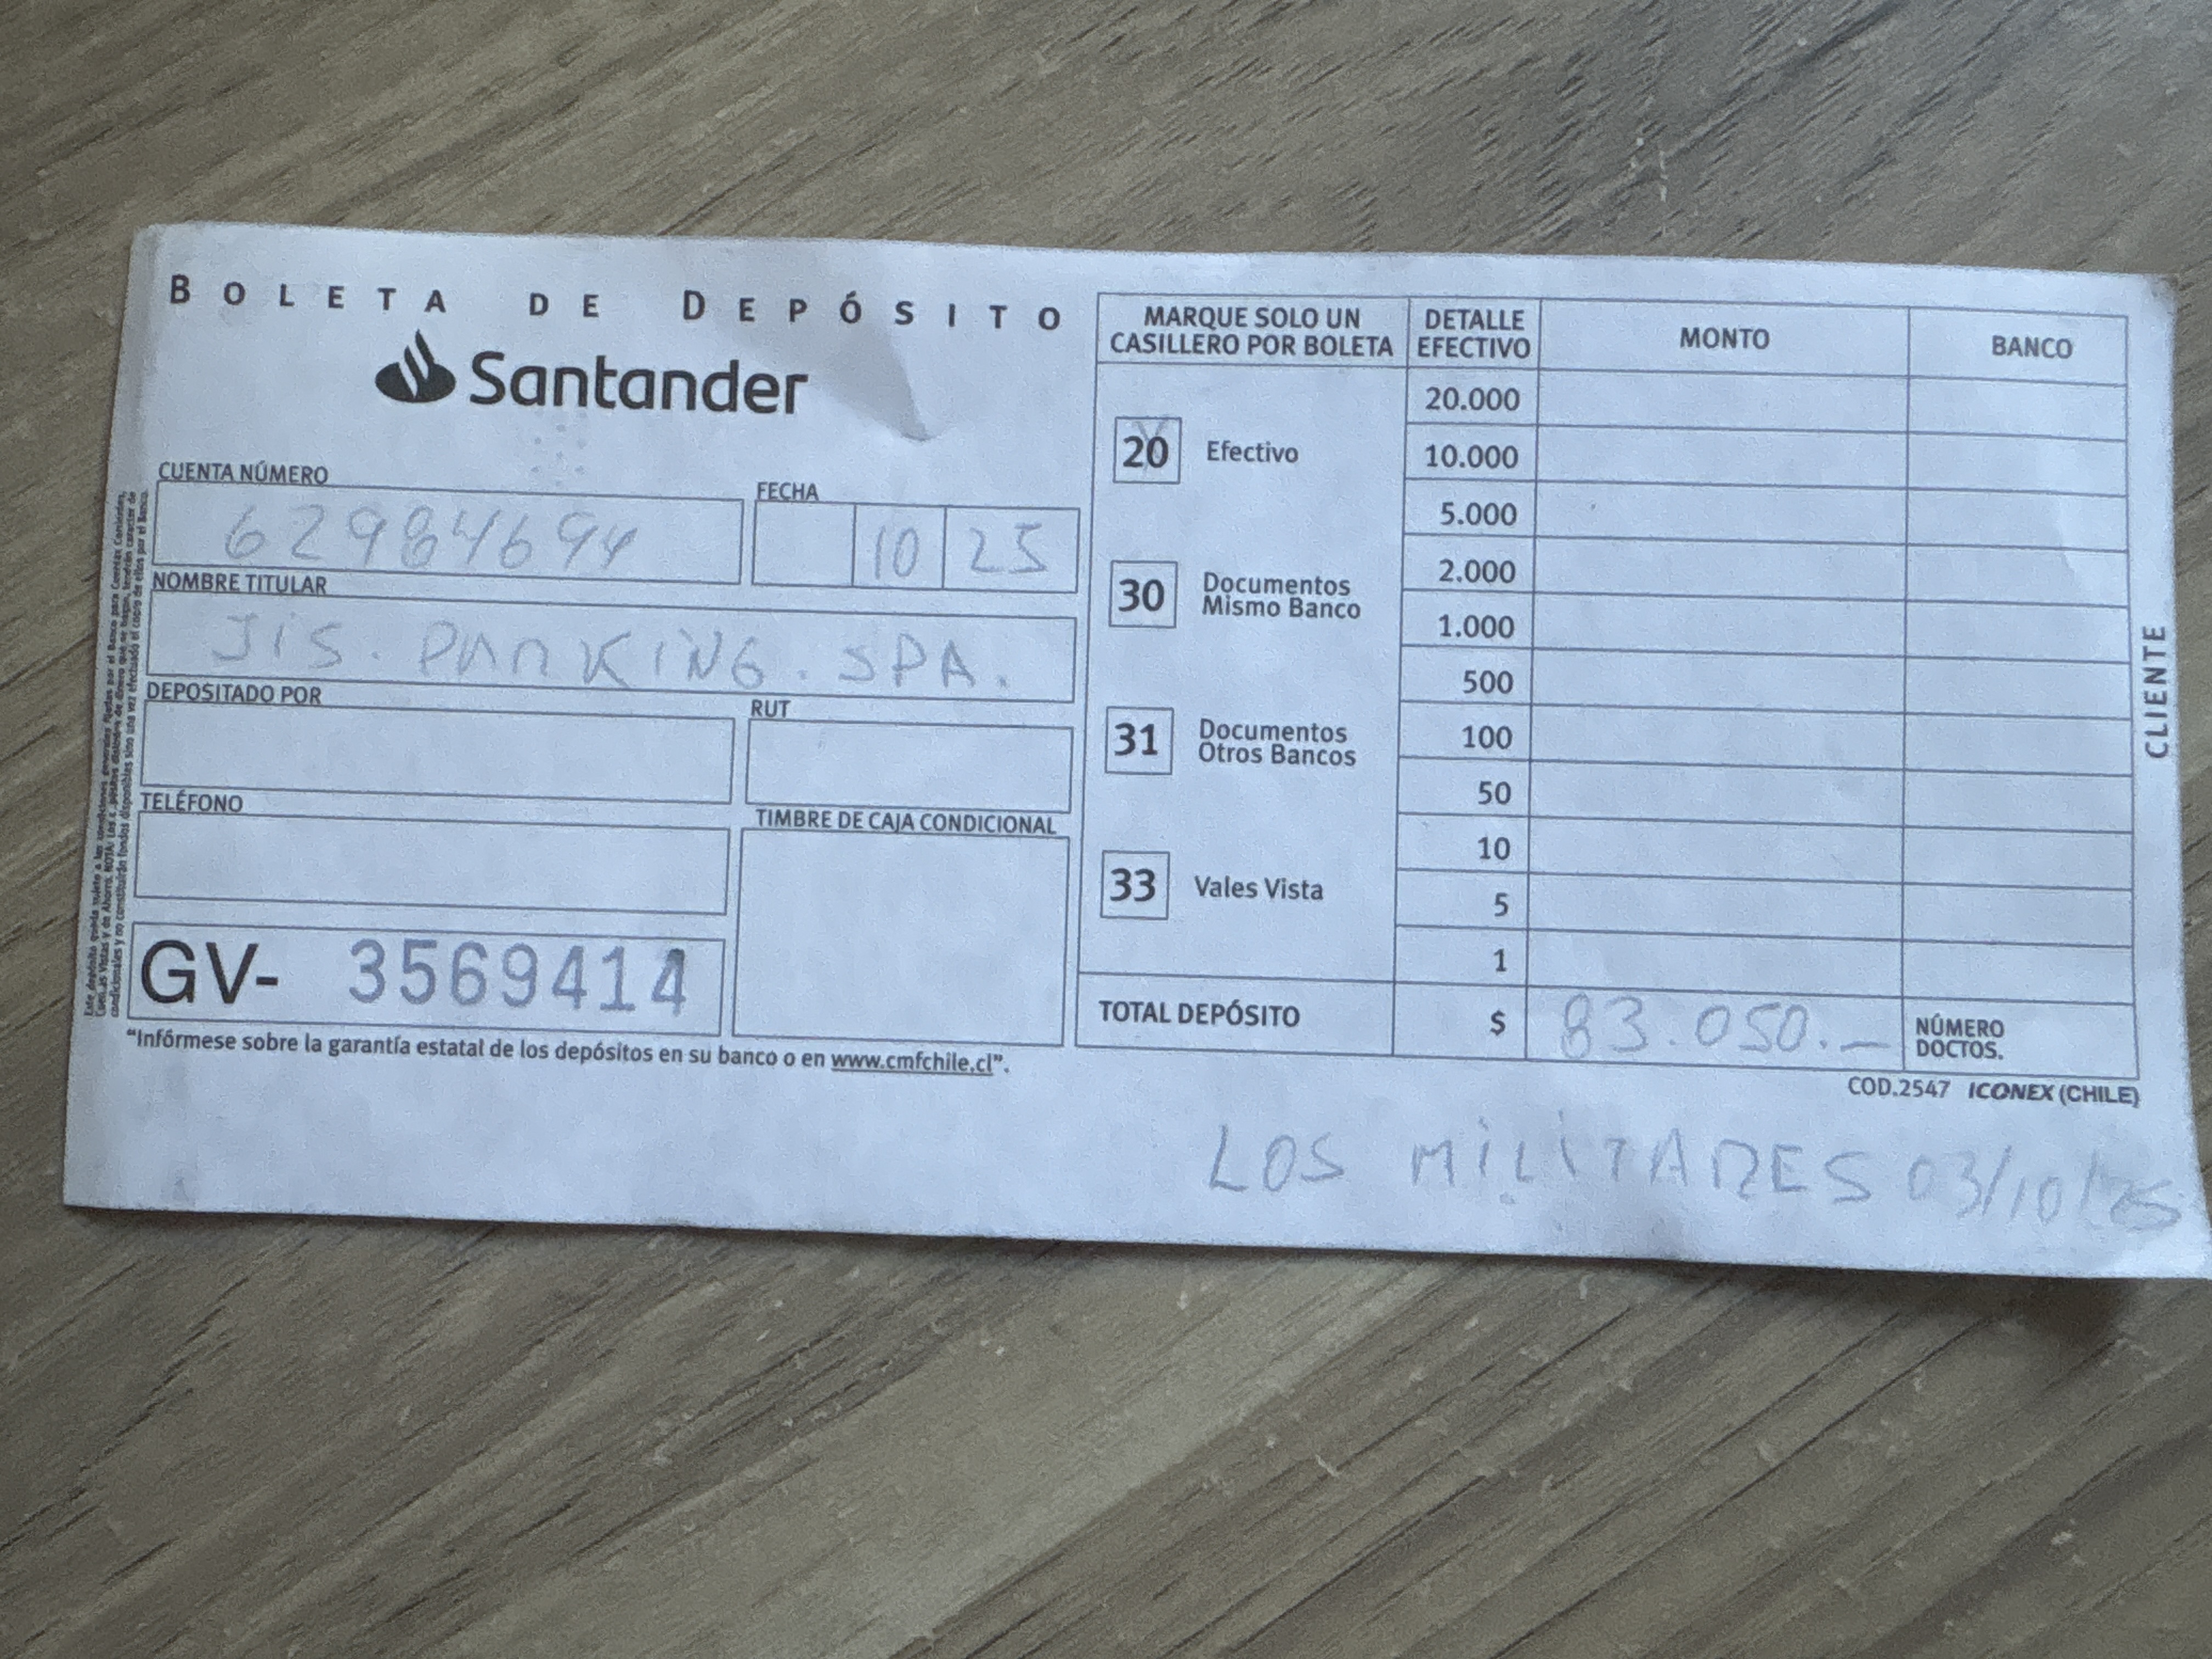 BOLETA DE DEPÓSITO
Santander
CUENTA NÚMERO
62984694
FECHA
10 25
NOMBRE TITULAR
JIS. PARKING. SPA.
DEPOSITADO POR
RUT
TELÉFONO
TIMBRE DE CAJA CONDICIONAL
GV- 3569414
"Infórmese sobre la garantía estatal de los depósitos en su banco o en www.cmfchile.cl".
MARQUE SOLO UN
CASILLERO POR BOLETA
20 Efectivo
30 Documentos
Mismo Banco
31 Documentos
Otros Bancos
33 Vales Vista
DETALLE
EFECTIVO
MONTO
BANCO
20.000
10.000
5.000
2.000
1.000
500
100
50
10
5
1
TOTAL DEPÓSITO $ 83.050.-
NÚMERO
DOCTOS.
CLIENTE
COD.2547 ICONEX (CHILE)
LOS MILITARES 03/10/25